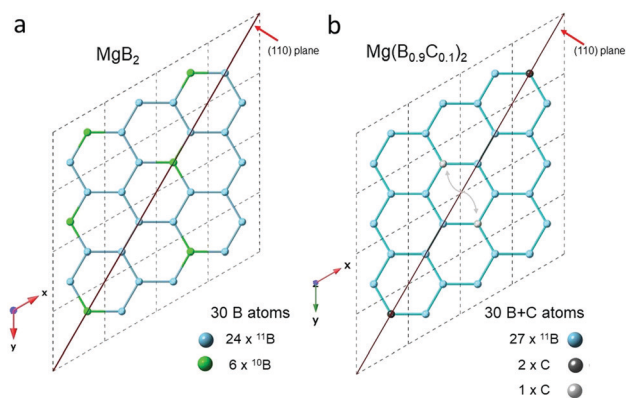 a
MgB2
(110) plane
x
y
30 B atoms
24 x 11B
6 x 10B
b
Mg(B0.9C0.1)2
(110) plane
x
z
y
30 B+C atoms
27 x 11B
2 x C
1 x C